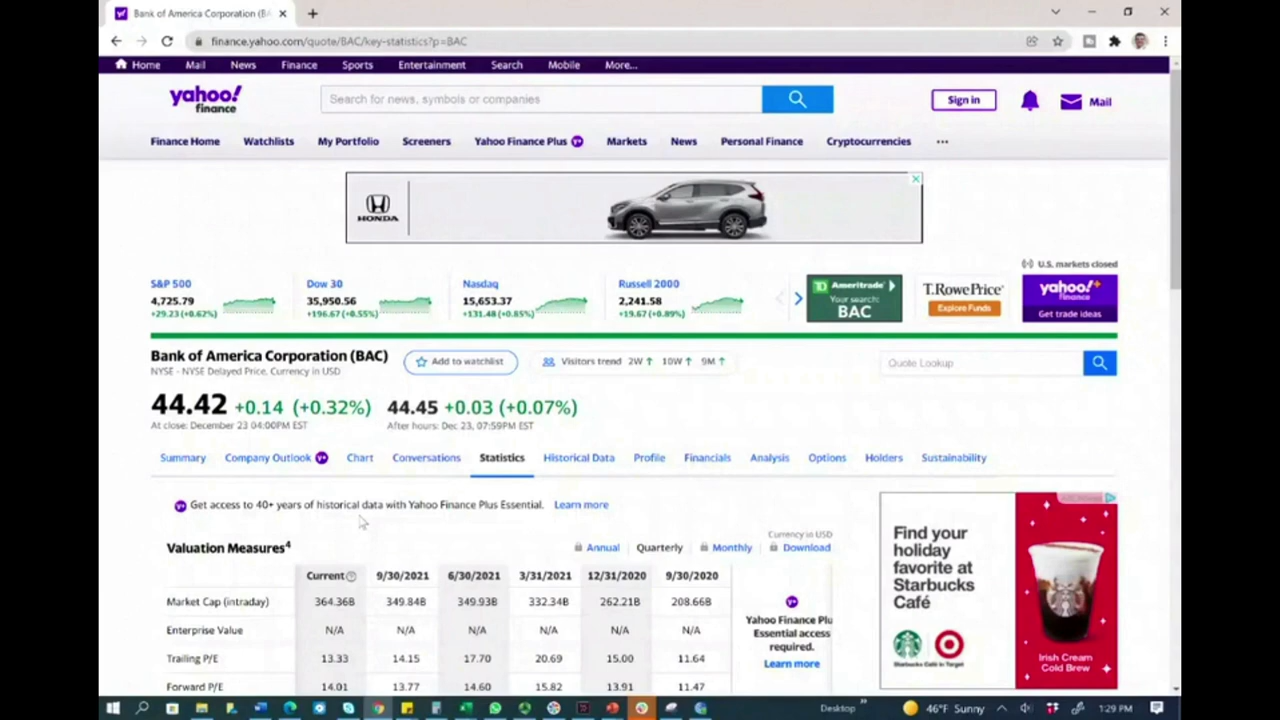 Bank of America Corporation (BA
finance.yahoo.com/quote/BAC/key-statistics?p=BAC
Home Mail News Finance Sports Entertainment Search Mobile More...
yahoo!
finance
Search for news, symbols or companies
Sign in
Mail
Finance Home Watchlists My Portfolio Screeners Yahoo Finance Plus Markets News Personal Finance Cryptocurrencies ...
HONDA
U.S. markets closed
S&P 500 Dow 30 Nasdaq Russell 2000
4,725.79 35,950.56 15,653.37 2,241.58
+29.23 (+0.62%) +196.67 (+0.55%) +131.48 (+0.85%) +19.67 (+0.89%)
TD Ameritrade
Your search:
BAC
T.RowePrice
Explore Funds
yahoo!+
finance
Get trade ideas
Bank of America Corporation (BAC)
Add to watchlist
Visitors trend 2W↑ 10W↑ 9M↑
Quote Lookup
NYSE - NYSE Delayed Price. Currency in USD
44.42 +0.14 (+0.32%) 44.45 +0.03 (+0.07%)
At close: December 23 04:00PM EST After hours: Dec 23, 07:59PM EST
Summary Company Outlook Chart Conversations Statistics Historical Data Profile Financials Analysis Options Holders Sustainability
Get access to 40+ years of historical data with Yahoo Finance Plus Essential. Learn more
Currency in USD
Valuation Measures4 Annual Quarterly Monthly Download
Current 9/30/2021 6/30/2021 3/31/2021 12/31/2020 9/30/2020
Market Cap (intraday) 364.36B 349.84B 349.93B 332.34B 262.21B 208.66B
Enterprise Value N/A N/A N/A N/A N/A N/A
Trailing P/E 13.33 14.15 17.70 20.69 15.00 11.64
Forward P/E 14.01 13.77 14.60 15.82 13.91 11.47
Yahoo Finance Plu
Essential access
required.
Learn more
Find your
holiday
favorite at
Starbucks
Café
Starbucks Café in Target
Irish Cream
Cold Brew
Desktop
46°F Sunny
1:29 PM